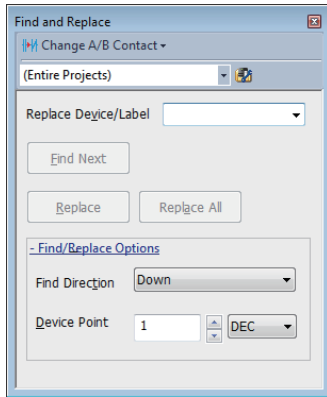 Find and Replace
Change A/B Contact
(Entire Projects)
Replace Device/Label
Find Next
Replace Replace All
- Find/Replace Options
Find Direction Down
Device Point 1 DEC